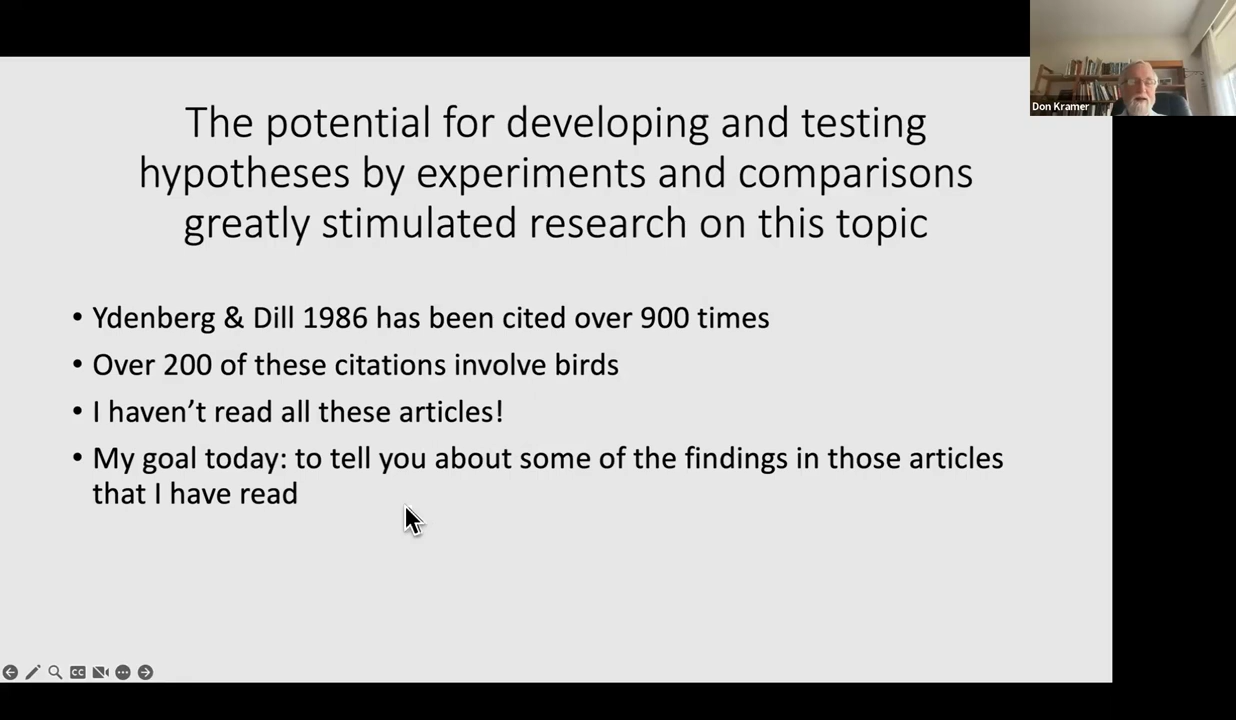 The potential for developing and testing
hypotheses by experiments and comparisons
greatly stimulated research on this topic
• Ydenberg & Dill 1986 has been cited over 900 times
• Over 200 of these citations involve birds
• I haven’t read all these articles!
• My goal today: to tell you about some of the findings in those articles
that I have read
Don Kramer
CC